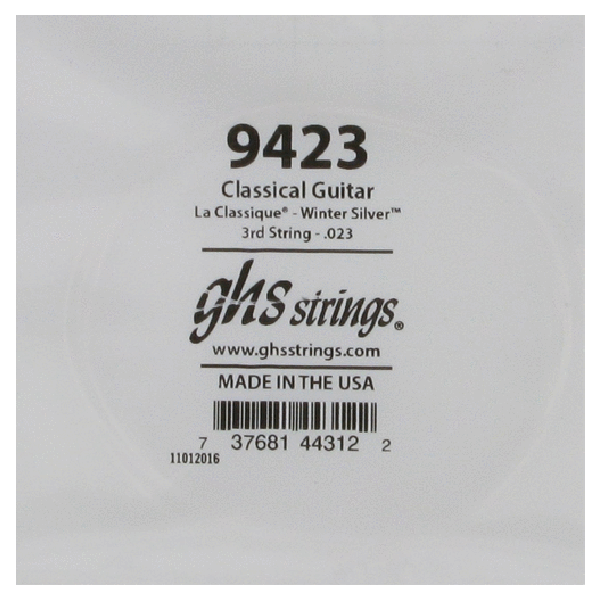 9423
Classical Guitar
La Classique® - Winter Silver™
3rd String - .023
ghs strings®
www.ghsstrings.com
MADE IN THE USA
7 37681 44312 2
11012016